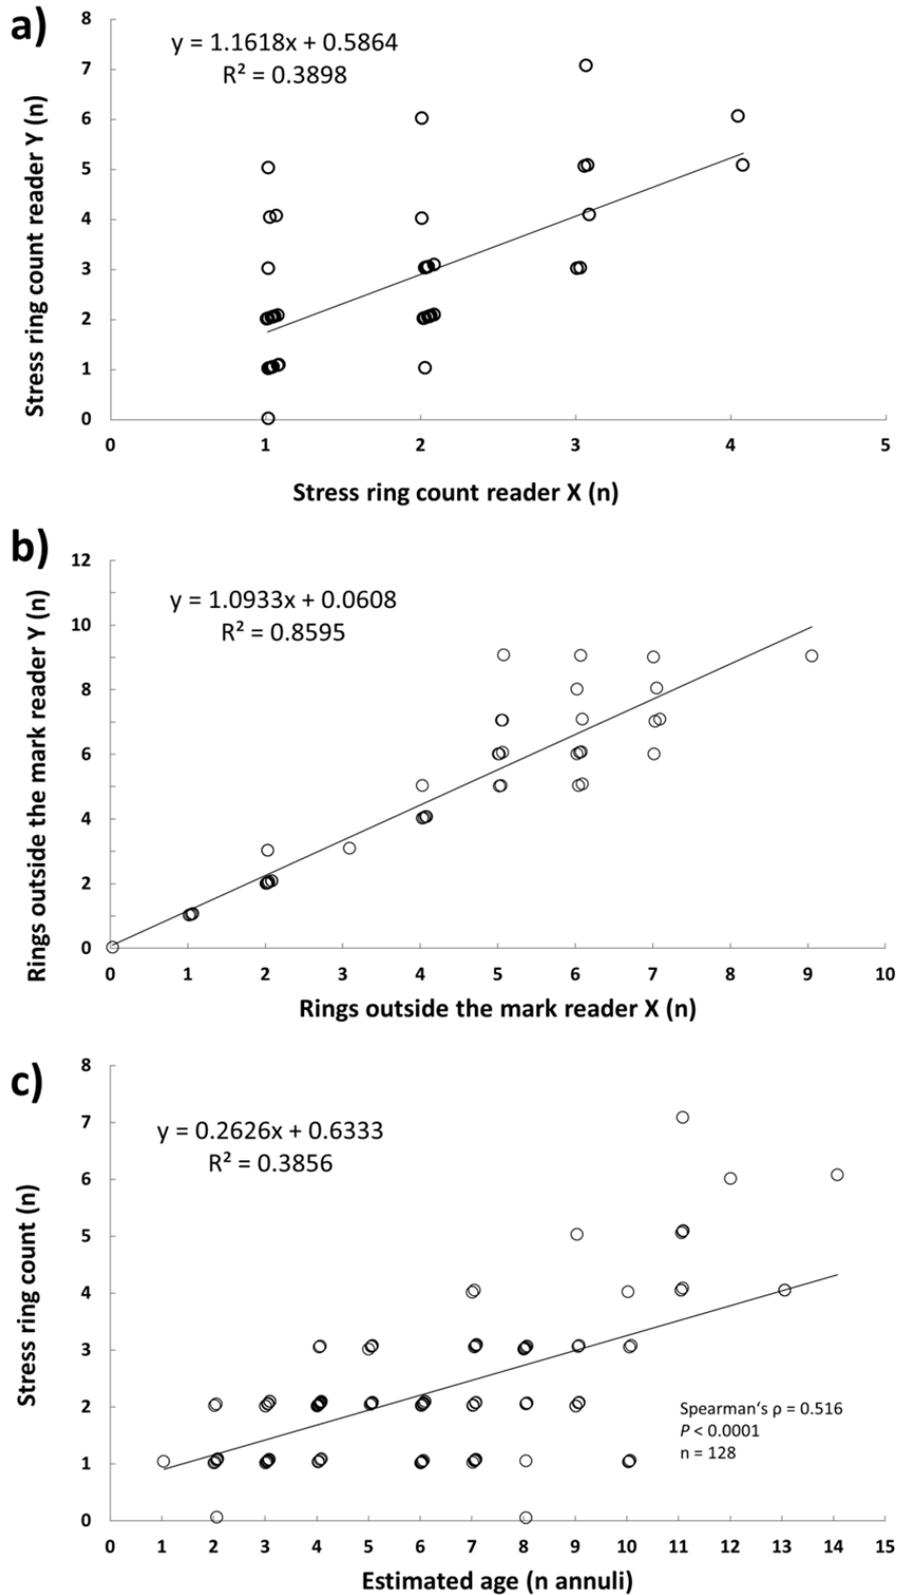 a)
y = 1.1618x + 0.5864
R² = 0.3898
Stress ring count reader Y (n)
8
7
6
5
4
3
2
1
0
0 1 2 3 4 5
Stress ring count reader X (n)
b)
y = 1.0933x + 0.0608
R² = 0.8595
Rings outside the mark reader Y (n)
12
10
8
6
4
2
0
0 1 2 3 4 5 6 7 8 9 10
Rings outside the mark reader X (n)
c)
y = 0.2626x + 0.6333
R² = 0.3856
Stress ring count (n)
8
7
6
5
4
3
2
1
0
Spearman‘s ρ = 0.516
P < 0.0001
n = 128
0 1 2 3 4 5 6 7 8 9 10 11 12 13 14 15
Estimated age (n annuli)